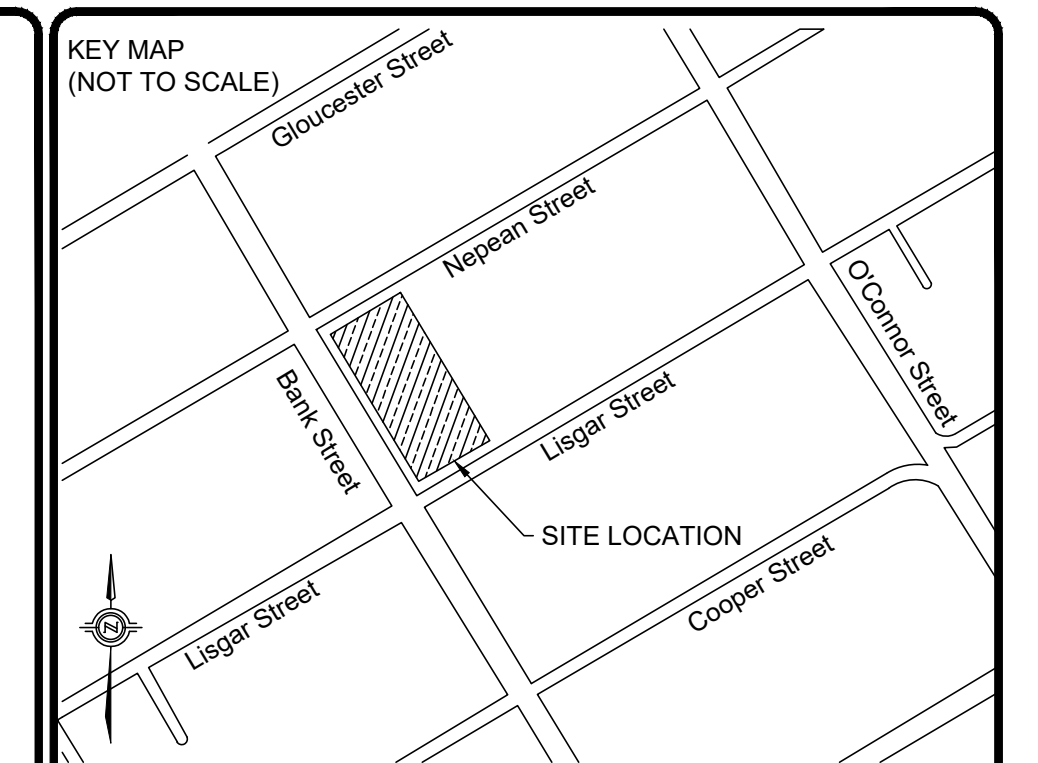 KEY MAP
(NOT TO SCALE)
Gloucester Street
Nepean Street
O'Connor Street
Bank Street
Lisgar Street
SITE LOCATION
Cooper Street
Lisgar Street
N